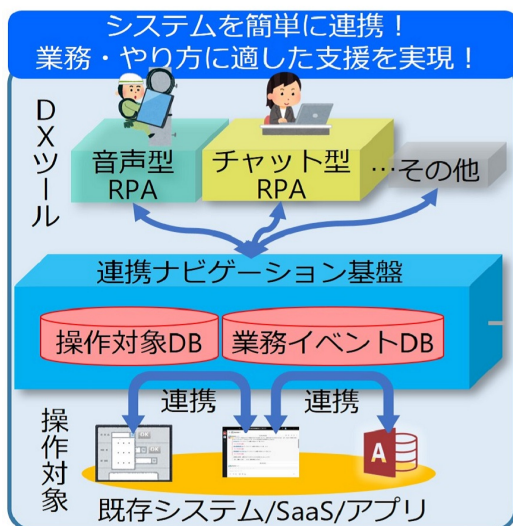 システムを簡単に連携！
業務・やり方に適した支援を実現！
DXツール
音声型
RPA
チャット型
RPA
…その他
連携ナビゲーション基盤
操作対象DB
業務イベントDB
連携
連携
操作対象
A
既存システム/SaaS/アプリ